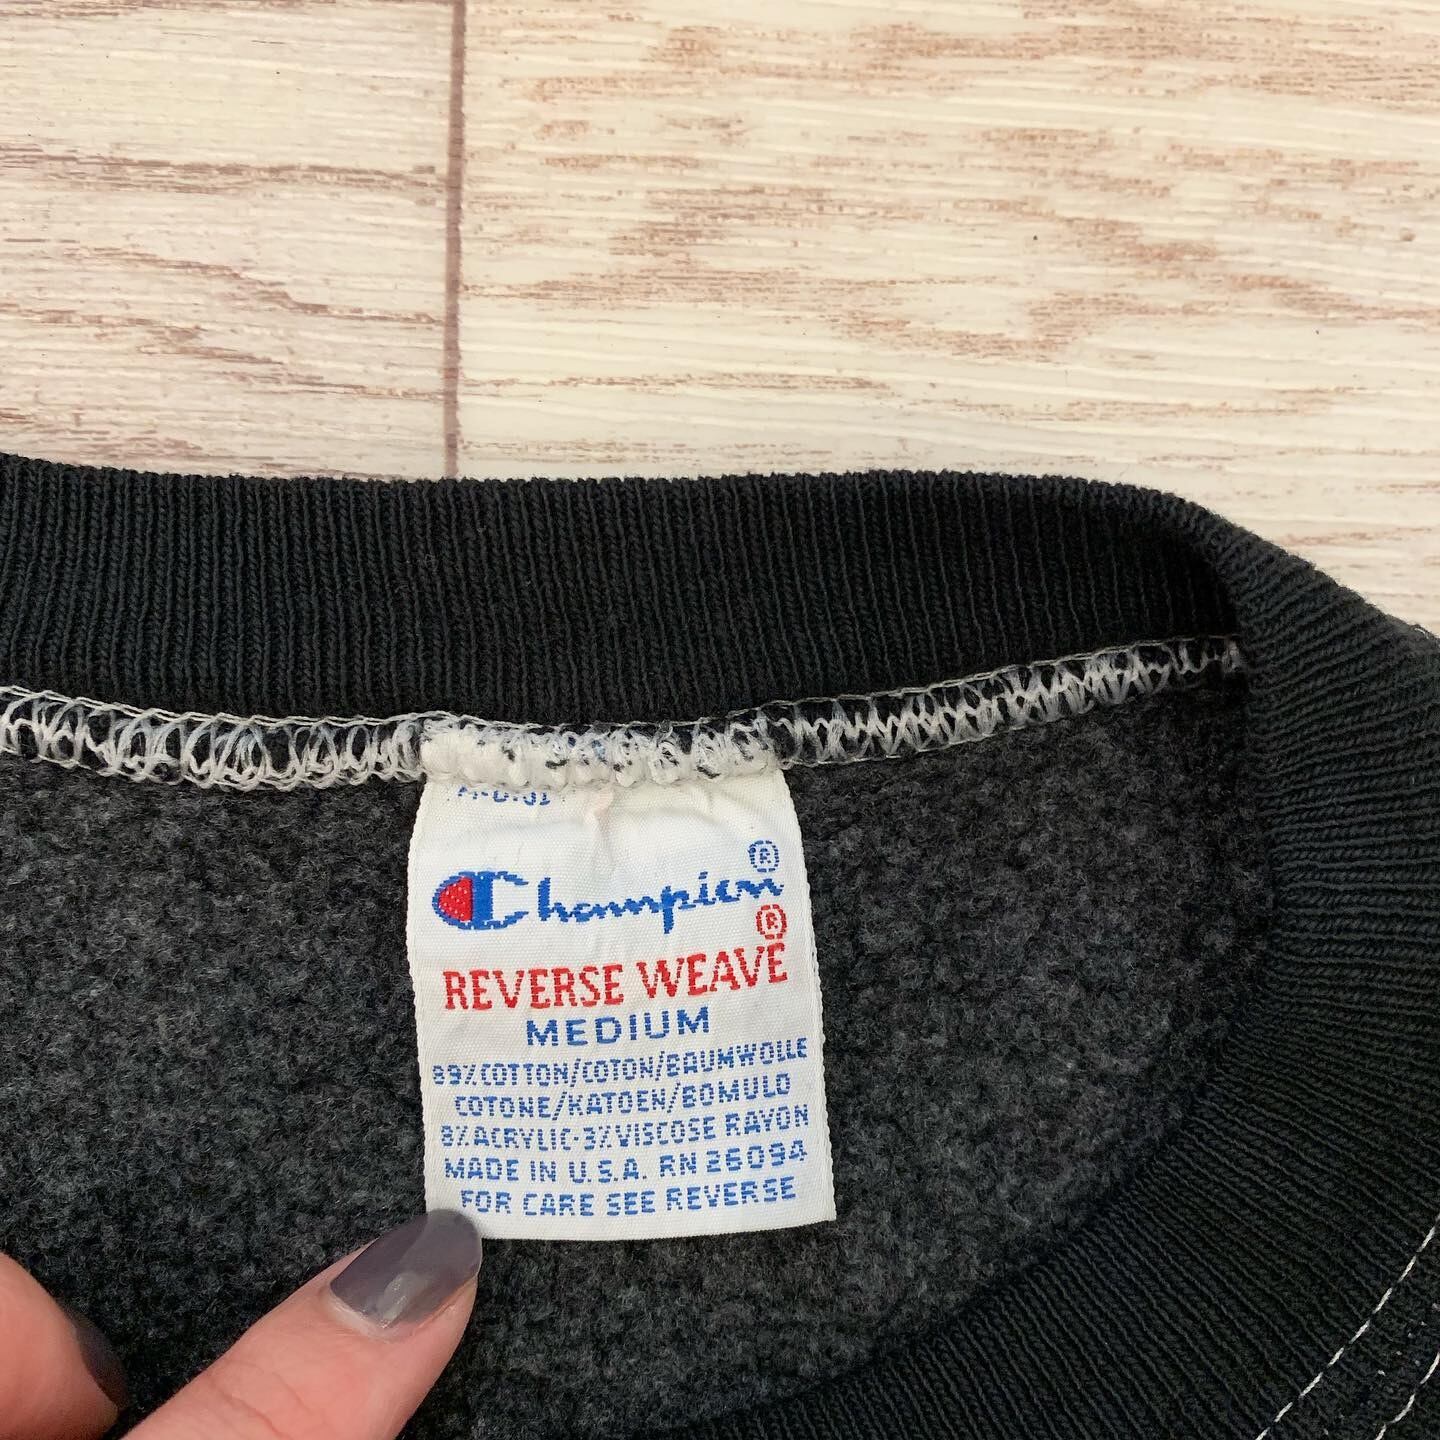 Champion®
®
REVERSE WEAVE
MEDIUM
89%COTTON/COTON/BAUMWOLLE
COTONE/KATOEN/BOMULD
8%ACRYLIC-3%VISCOSE RAYON
MADE IN U.S.A. RN 26094
FOR CARE SEE REVERSE